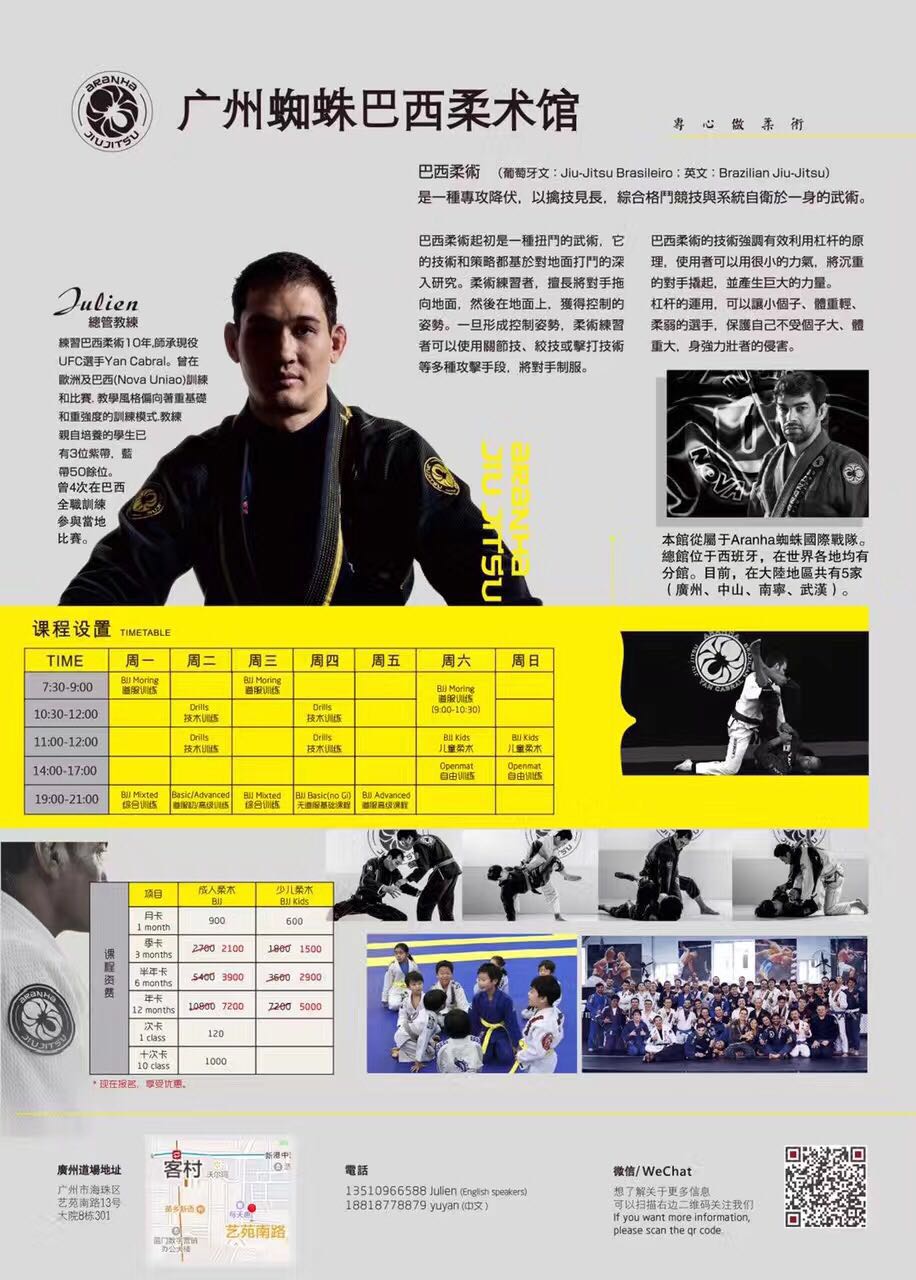 ARANHA
JIUJITSU
广州蜘蛛巴西柔术馆
專心做柔術
巴西柔術 （葡萄牙文：Jiu-Jitsu Brasileiro；英文：Brazilian Jiu-Jitsu）
是一種專攻降伏，以擒技見長，綜合格鬥競技與系統自衛於一身的武術。
巴西柔術起初是一種扭鬥的武術，它
的技術和策略都基於對地面打鬥的深
入研究。柔術練習者，擅長將對手拖
向地面，然後在地面上，獲得控制的
姿勢。一旦形成控制姿勢，柔術練習
者可以使用關節技、絞技或擊打技術
等多種攻擊手段，將對手制服。
巴西柔術的技術強調有效利用杠杆的原
理，使用者可以用很小的力氣，將沉重
的對手撬起，並產生巨大的力量。
杠杆的運用，可以讓小個子、體重輕、
柔弱的選手，保護自己不受個子大、體
重大，身強力壯者的侵害。
Julien
總管教練
練習巴西柔術10年,師承現役
UFC選手Yan Cabral。曾在
歐洲及巴西(Nova Uniao)訓練
和比賽. 教學風格偏向著重基礎
和重強度的訓練模式.教練
親自培養的學生已
有3位紫帶，藍
帶50餘位。
曾4次在巴西
全職訓練
參與當地
比賽。
ARANHA
JIU JITSU
NOVA
本館從屬于Aranha蜘蛛國際戰隊。
總館位于西班牙，在世界各地均有
分館。目前，在大陸地區共有5家
（廣州、中山、南寧、武漢）。
课程设置 TIMETABLE
TIME 周一 周二 周三 周四 周五 周六 周日
7:30-9:00 BJJ Moring 道服训练 BJJ Moring 道服训练 BJJ Moring 道服训练 (9:00-10:30)
10:30-12:00 Drills 技术训练 Drills 技术训练
11:00-12:00 Drills 技术训练 Drills 技术训练 BJJ Kids 儿童柔术 BJJ Kids 儿童柔术
14:00-17:00 Openmat 自由训练 Openmat 自由训练
19:00-21:00 BJJ Mixted 综合训练 Basic/Advanced 道服初/高级训练 BJJ Mixted 综合训练 BJJ Basic(no Gi) 无道服基础课程 BJJ Advanced 道服高级课程
ARANHA
JIU JITSU YAN CABRAL
课程资费
项目 成人柔术 BJJ 少儿柔术 BJJ Kids
月卡 1 month 900 600
季卡 3 months 2700 2100 1800 1500
半年卡 6 months 5400 3900 3600 2900
年卡 12 months 10800 7200 7200 5000
次卡 1 class 120
十次卡 10 class 1000
* 现在报名，享受优惠。
ARANHA
JIUJITSU
廣州道場地址
广州市海珠区
艺苑南路13号
大院8栋301
客村
沃尔玛
新港中
艺苑南路
办公大楼
電話
13510966588 Julien (English speakers)
18818778879 yuyan (中文 )
微信/ WeChat
想了解关于更多信息
可以扫描右边二维码关注我们
If you want more information,
please scan the qr code.